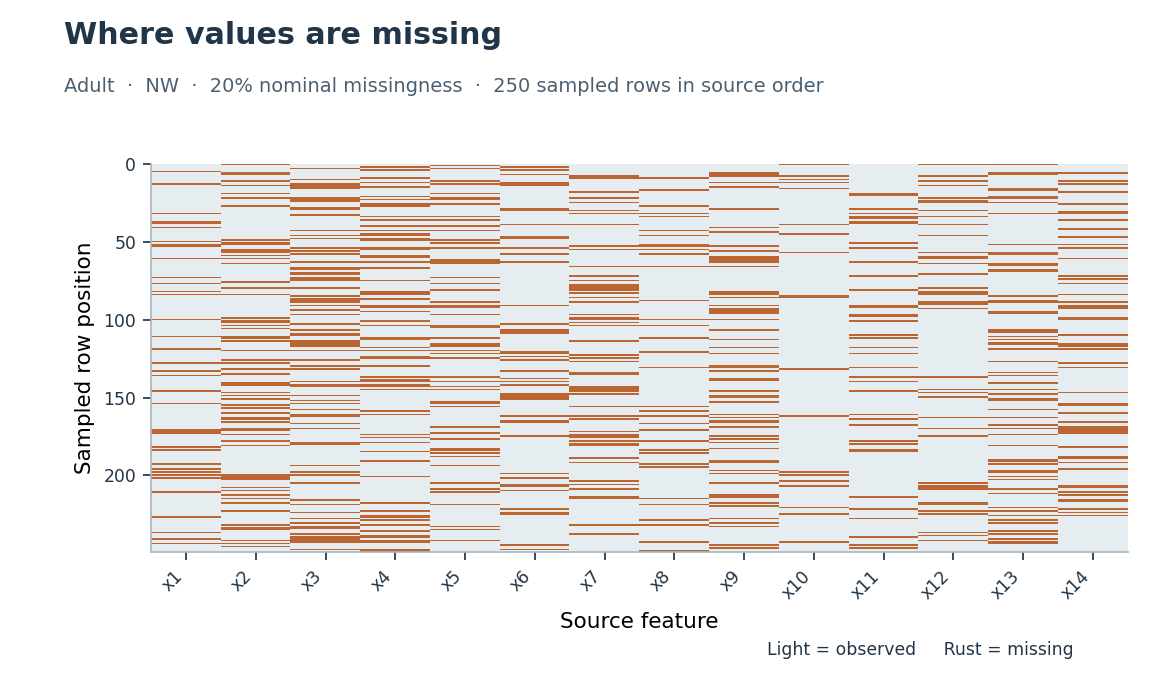 Where values are missing
Adult · NW · 20% nominal missingness · 250 sampled rows in source order
0
50
100
150
200
Sampled row position
x1 x2 x3 x4 x5 x6 x7 x8 x9 x10 x11 x12 x13 x14
Source feature
Light = observed Rust = missing